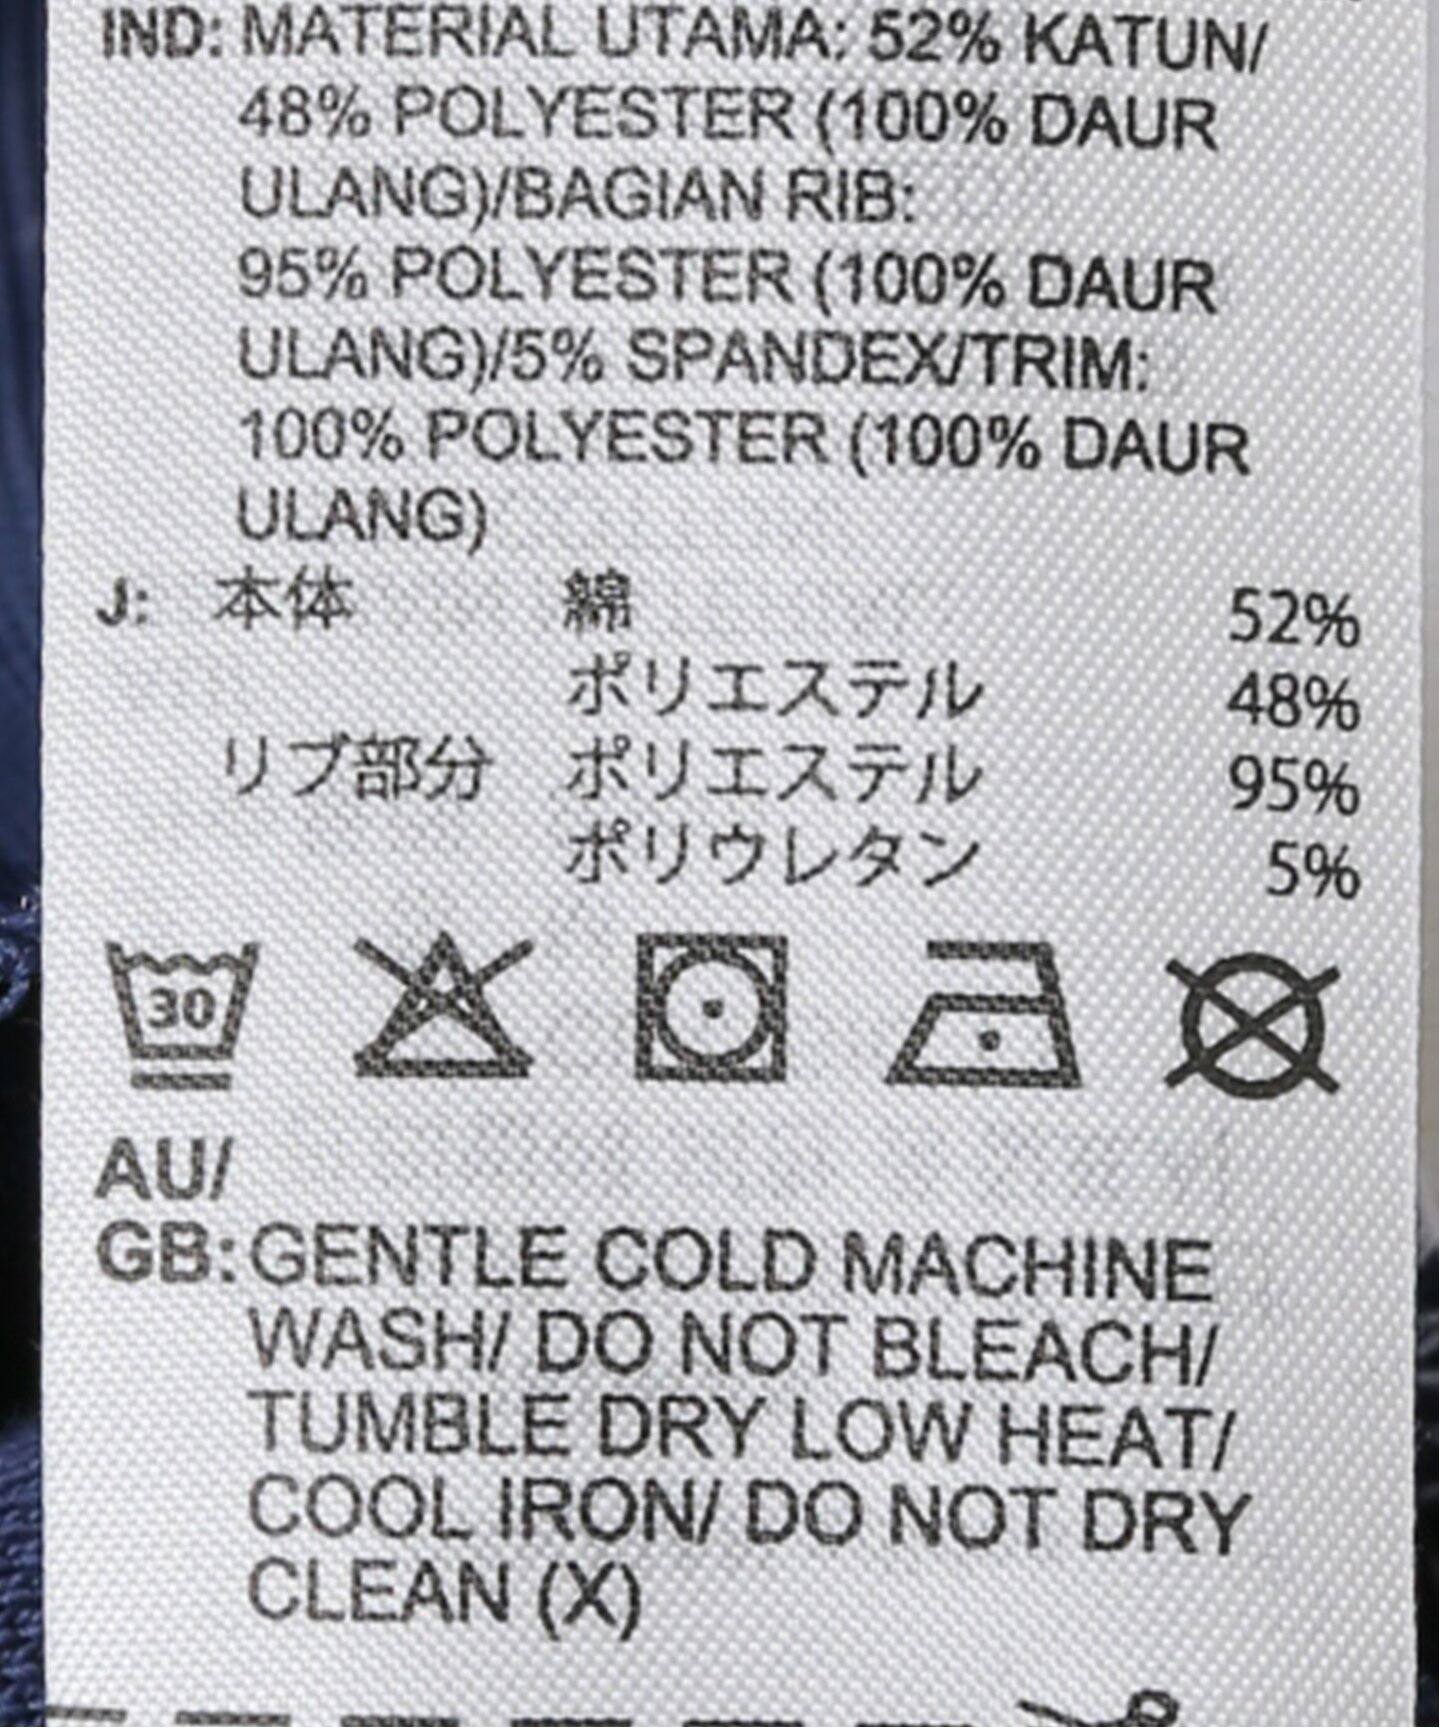 IND: MATERIAL UTAMA: 52% KATUN/
48% POLYESTER (100% DAUR
ULANG)/BAGIAN RIB:
95% POLYESTER (100% DAUR
ULANG)/5% SPANDEX/TRIM:
100% POLYESTER (100% DAUR
ULANG)
J: 本体 綿 52%
ポリエステル 48%
リブ部分 ポリエステル 95%
ポリウレタン 5%
30
AU/
GB: GENTLE COLD MACHINE
WASH/ DO NOT BLEACH/
TUMBLE DRY LOW HEAT/
COOL IRON/ DO NOT DRY
CLEAN (X)